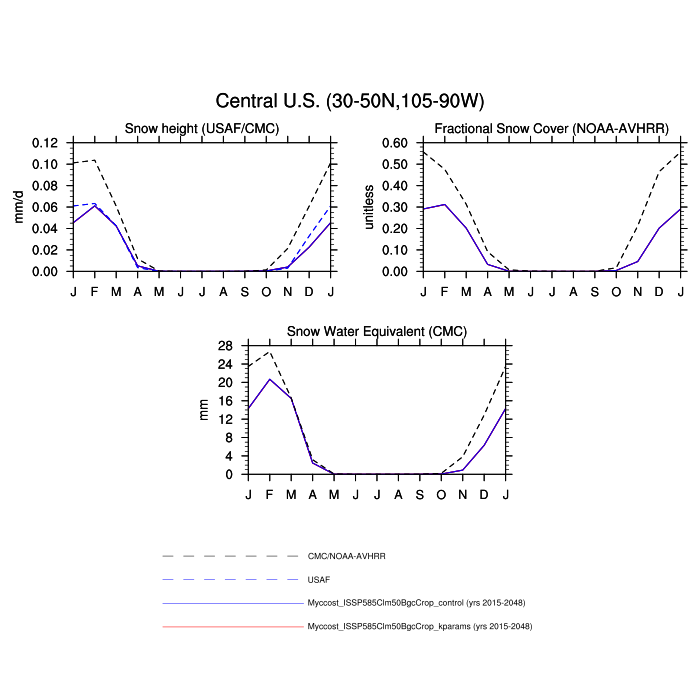 Central U.S. (30-50N,105-90W)
Snow height (USAF/CMC)
0.12
0.10
0.08
0.06
0.04
0.02
0.00
mm/d
J F M A M J J A S O N D J
Fractional Snow Cover (NOAA-AVHRR)
0.60
0.50
0.40
0.30
0.20
0.10
0.00
unitless
J F M A M J J A S O N D J
Snow Water Equivalent (CMC)
28
24
20
16
12
8
4
0
mm
J F M A M J J A S O N D J
CMC/NOAA-AVHRR
USAF
Myccost_ISSP585Clm50BgcCrop_control (yrs 2015-2048)
Myccost_ISSP585Clm50BgcCrop_kparams (yrs 2015-2048)